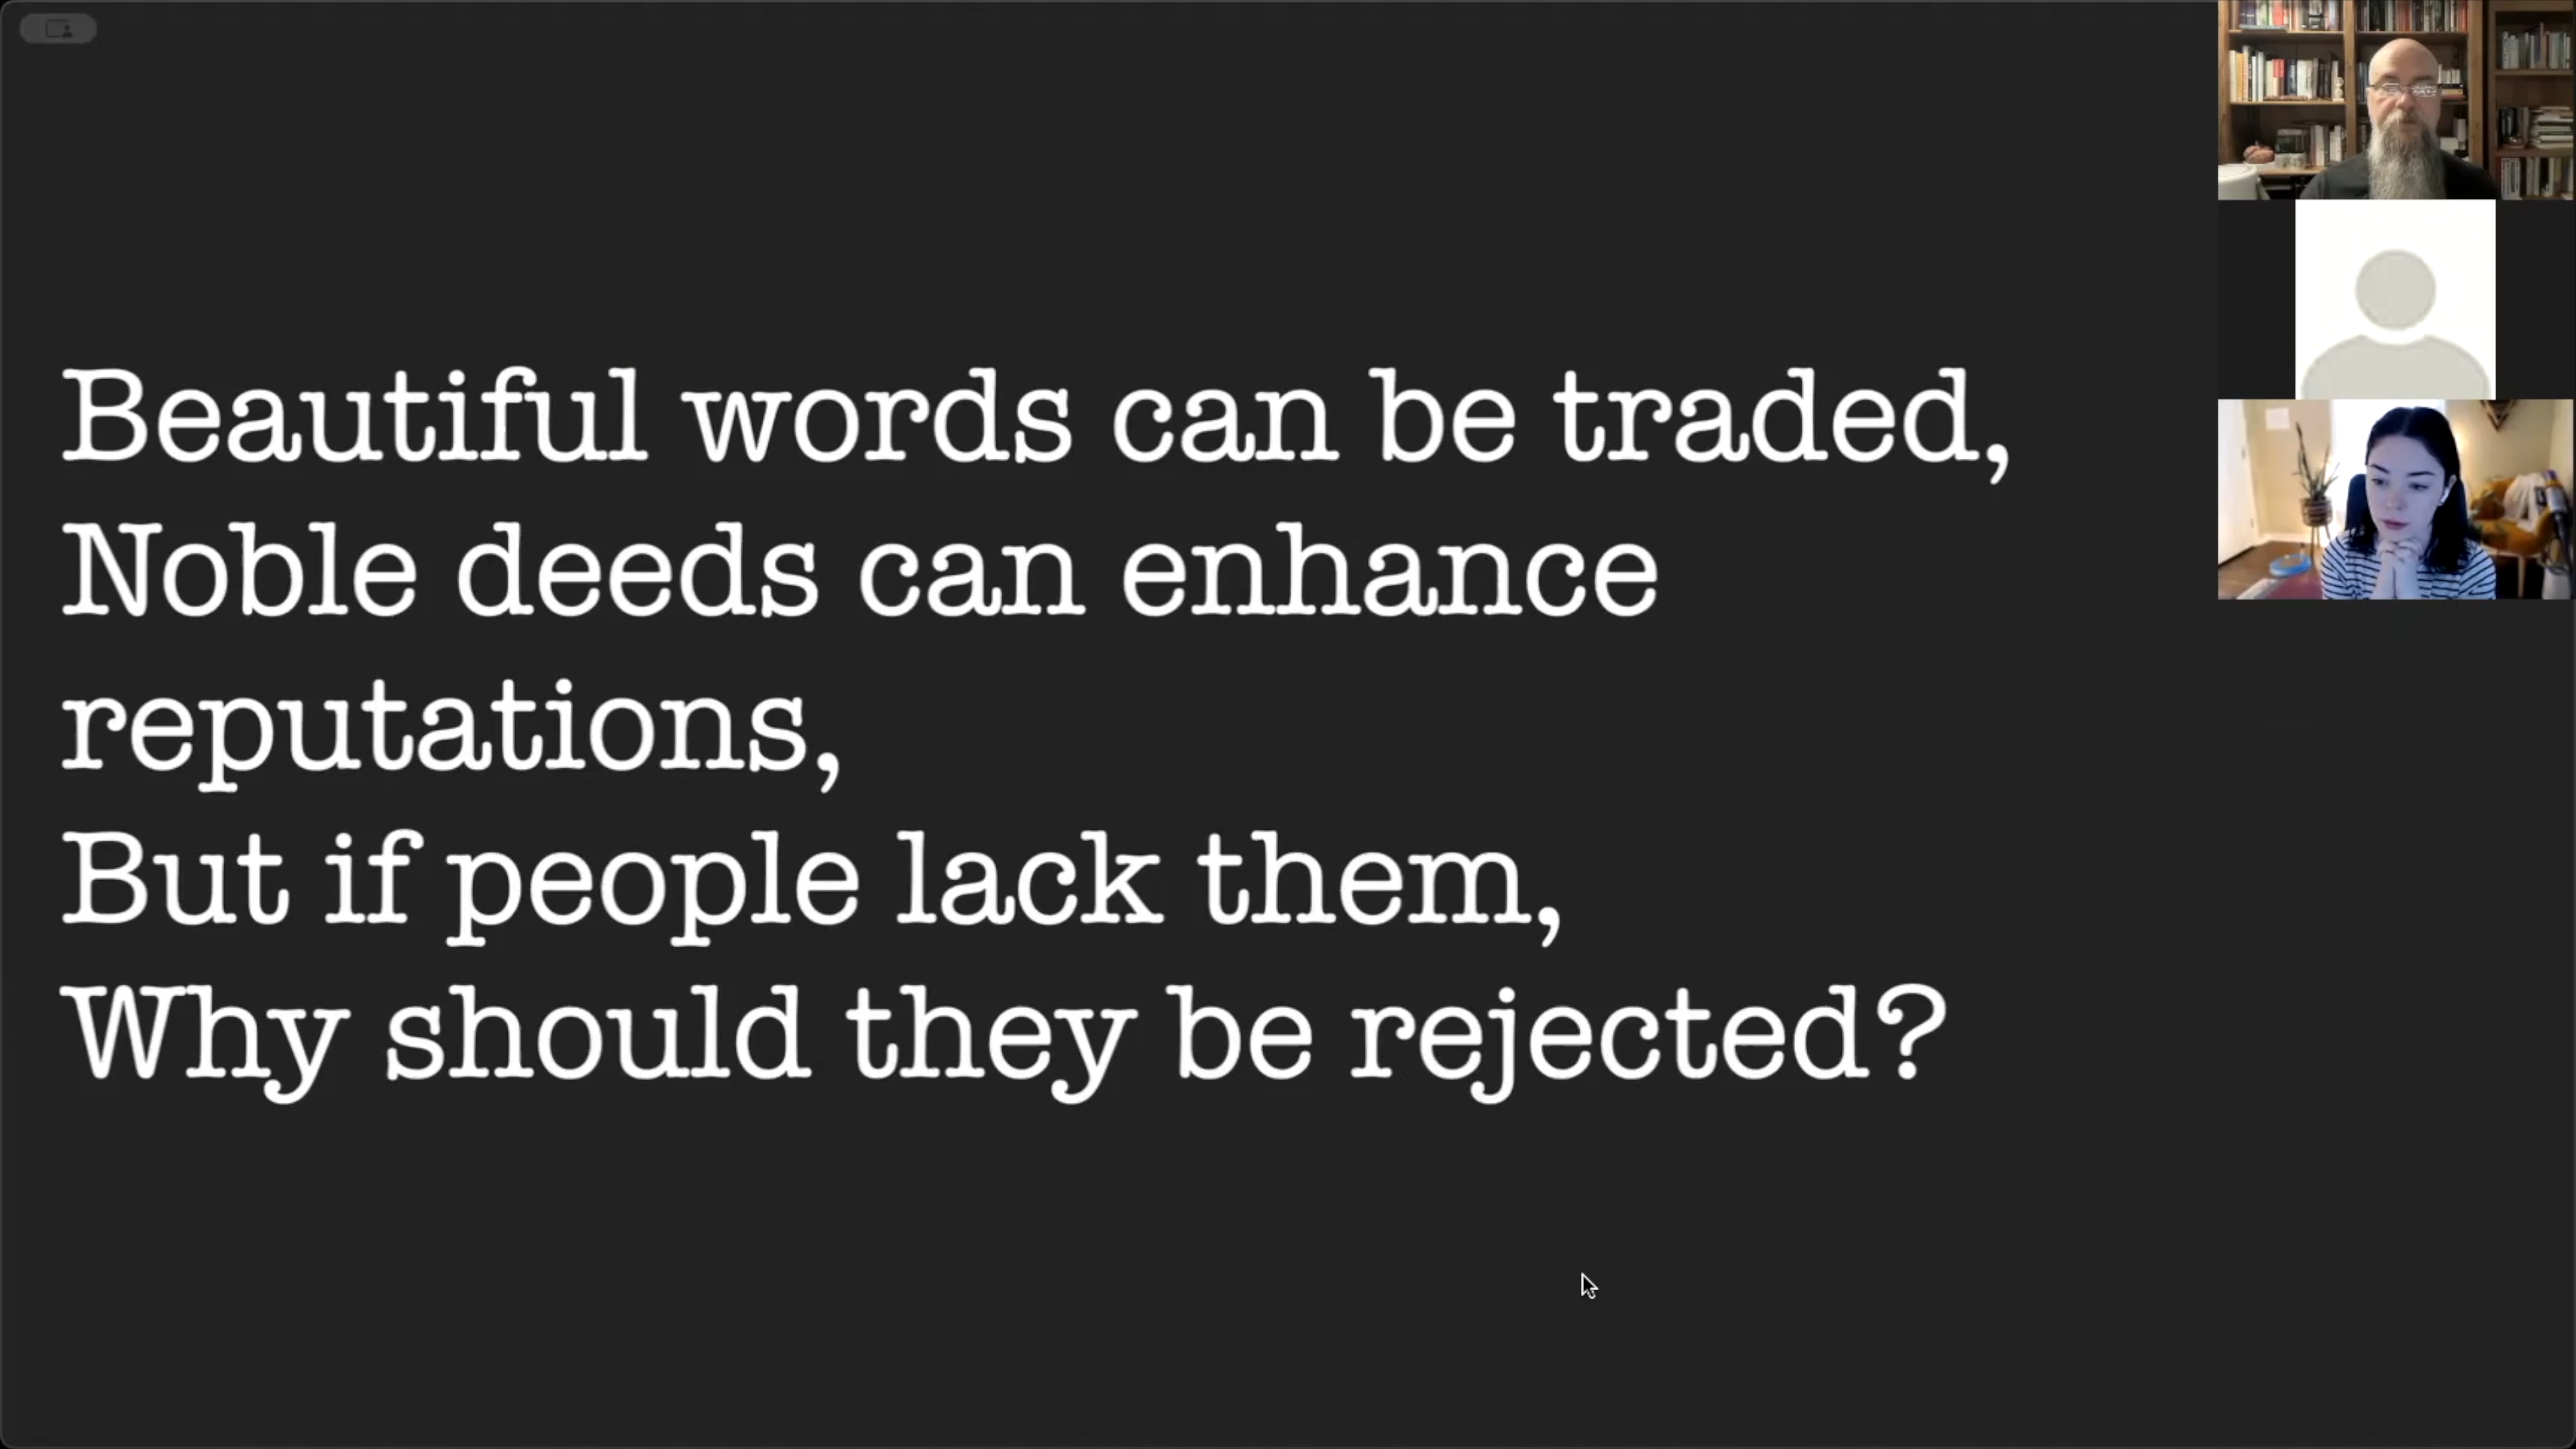 Beautiful words can be traded,
Noble deeds can enhance
reputations,
But if people lack them,
Why should they be rejected?